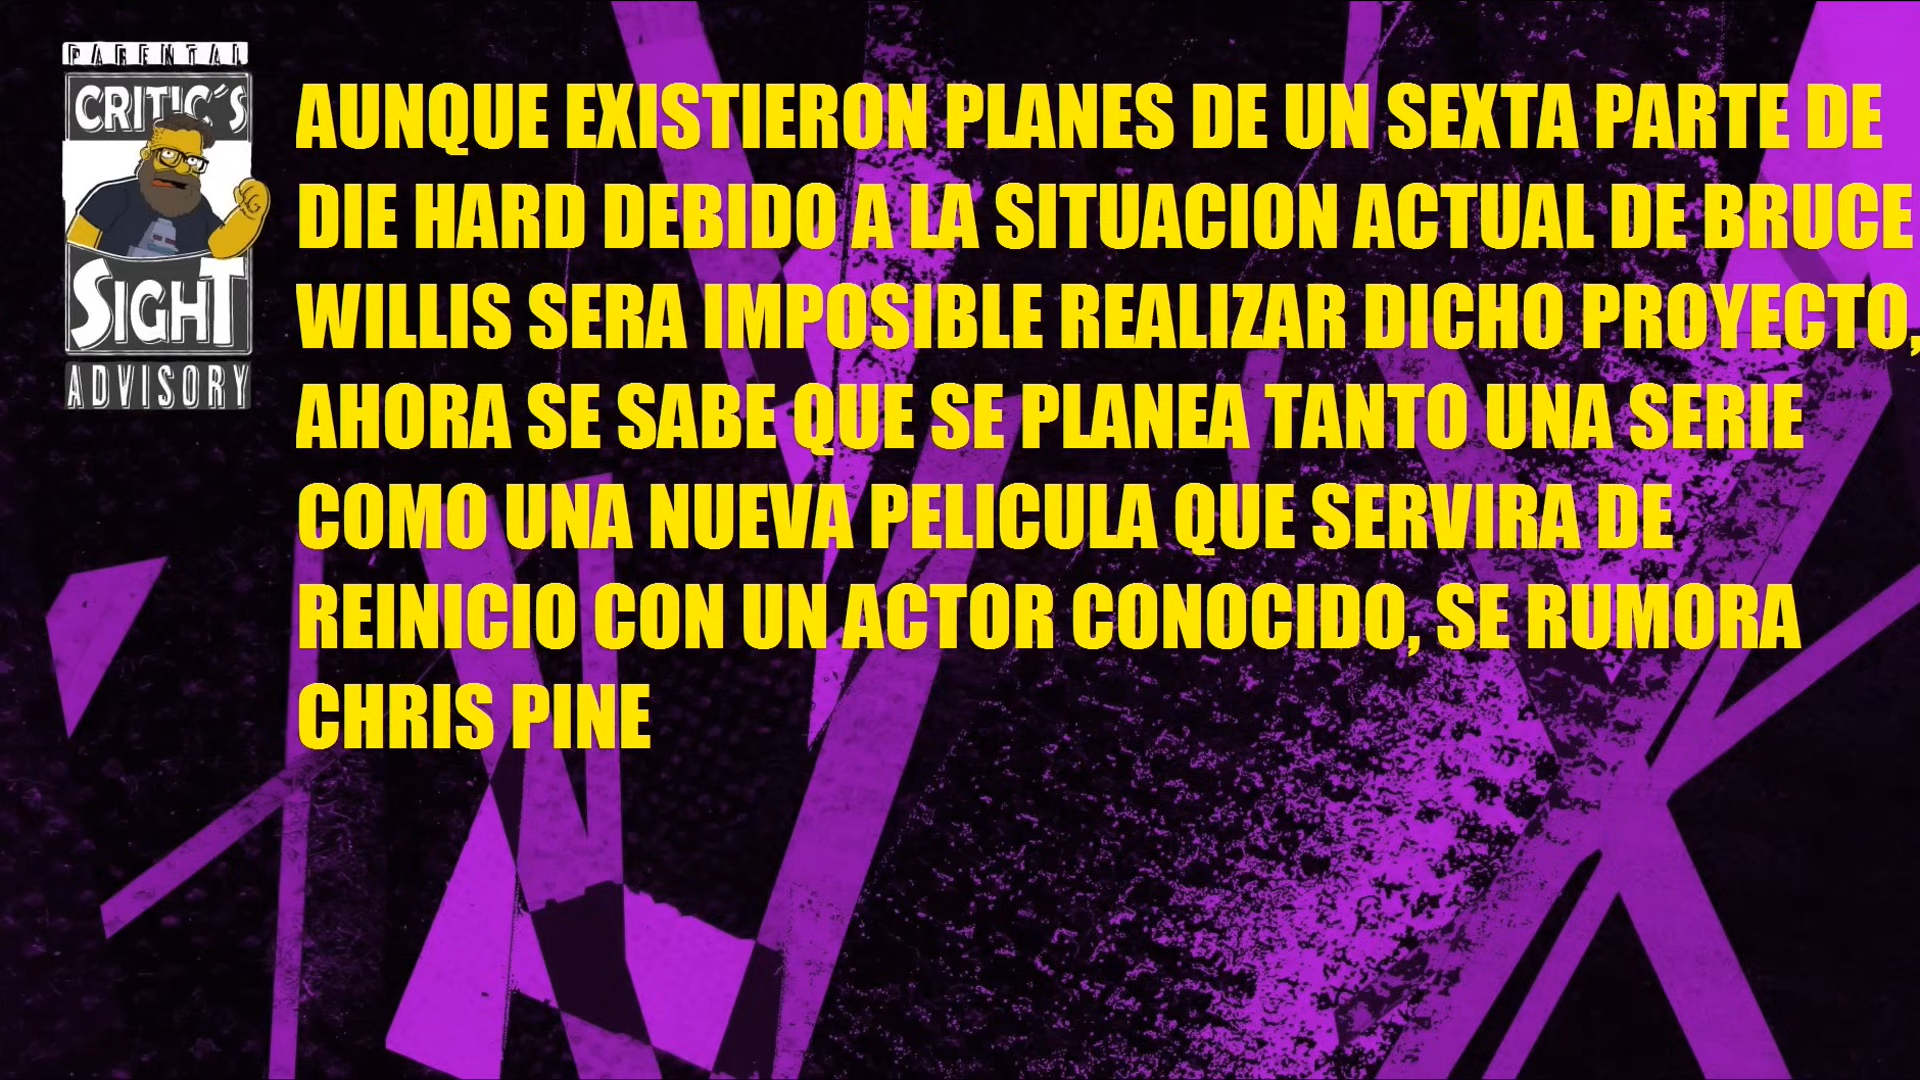 PARENTAL
CRITIC'S
SIGHT
ADVISORY
AUNQUE EXISTIERON PLANES DE UN SEXTA PARTE DE
DIE HARD DEBIDO A LA SITUACION ACTUAL DE BRUCE
WILLIS SERA IMPOSIBLE REALIZAR DICHO PROYECTO,
AHORA SE SABE QUE SE PLANEA TANTO UNA SERIE
COMO UNA NUEVA PELICULA QUE SERVIRA DE
REINICIO CON UN ACTOR CONOCIDO, SE RUMORA
CHRIS PINE